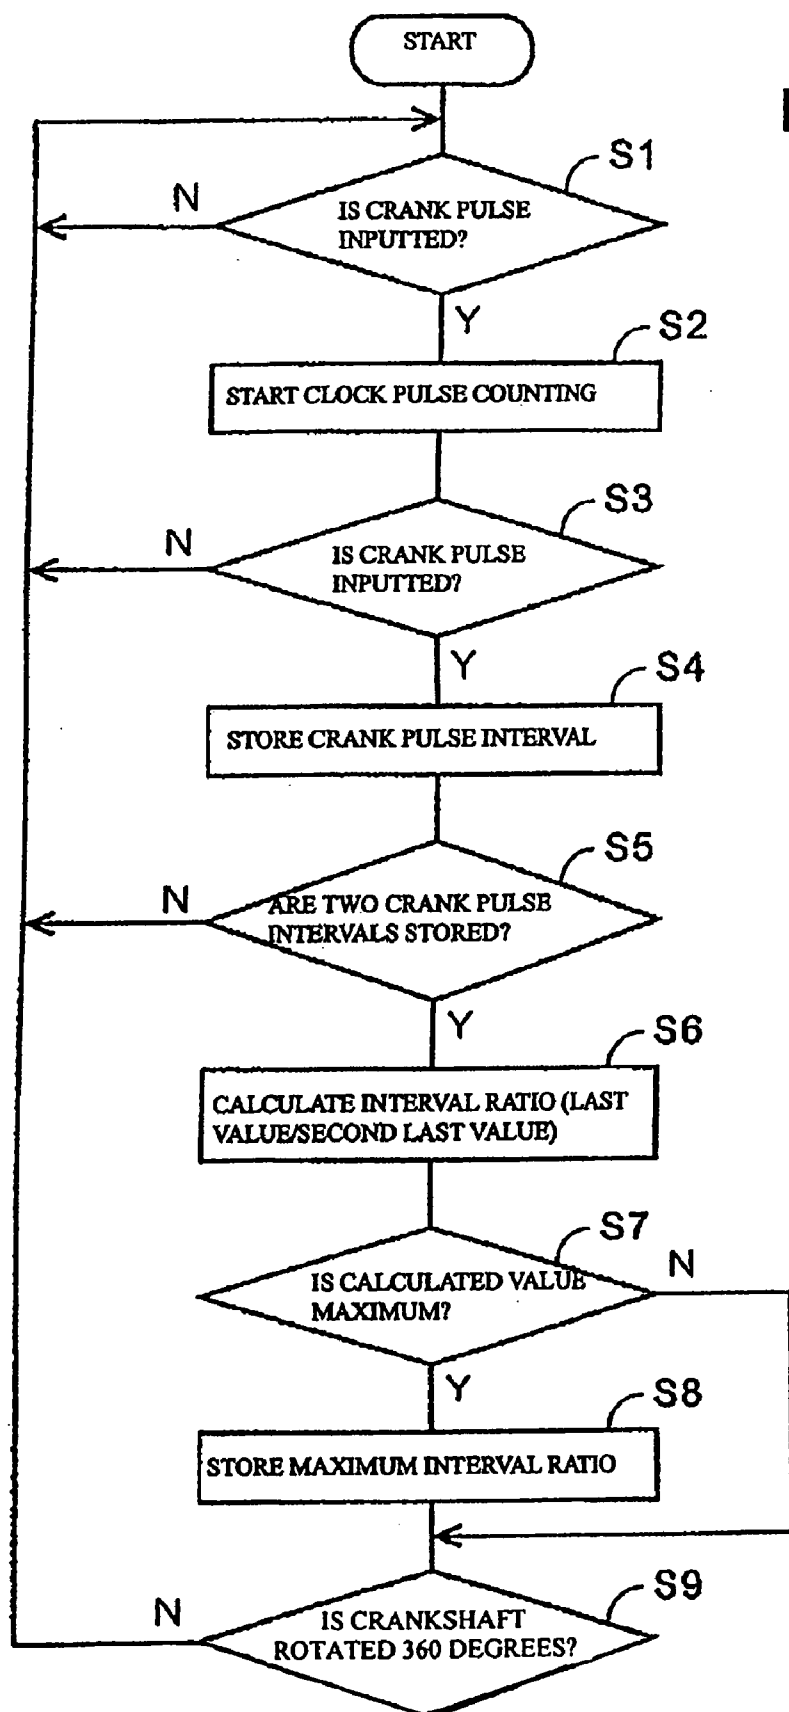 START
S1
N
IS CRANK PULSE
INPUTTED?
Y
S2
START CLOCK PULSE COUNTING
S3
N
IS CRANK PULSE
INPUTTED?
Y
S4
STORE CRANK PULSE INTERVAL
S5
N
ARE TWO CRANK PULSE
INTERVALS STORED?
Y
S6
CALCULATE INTERVAL RATIO (LAST
VALUE/SECOND LAST VALUE)
S7
N
IS CALCULATED VALUE
MAXIMUM?
Y
S8
STORE MAXIMUM INTERVAL RATIO
S9
N
IS CRANKSHAFT
ROTATED 360 DEGREES?